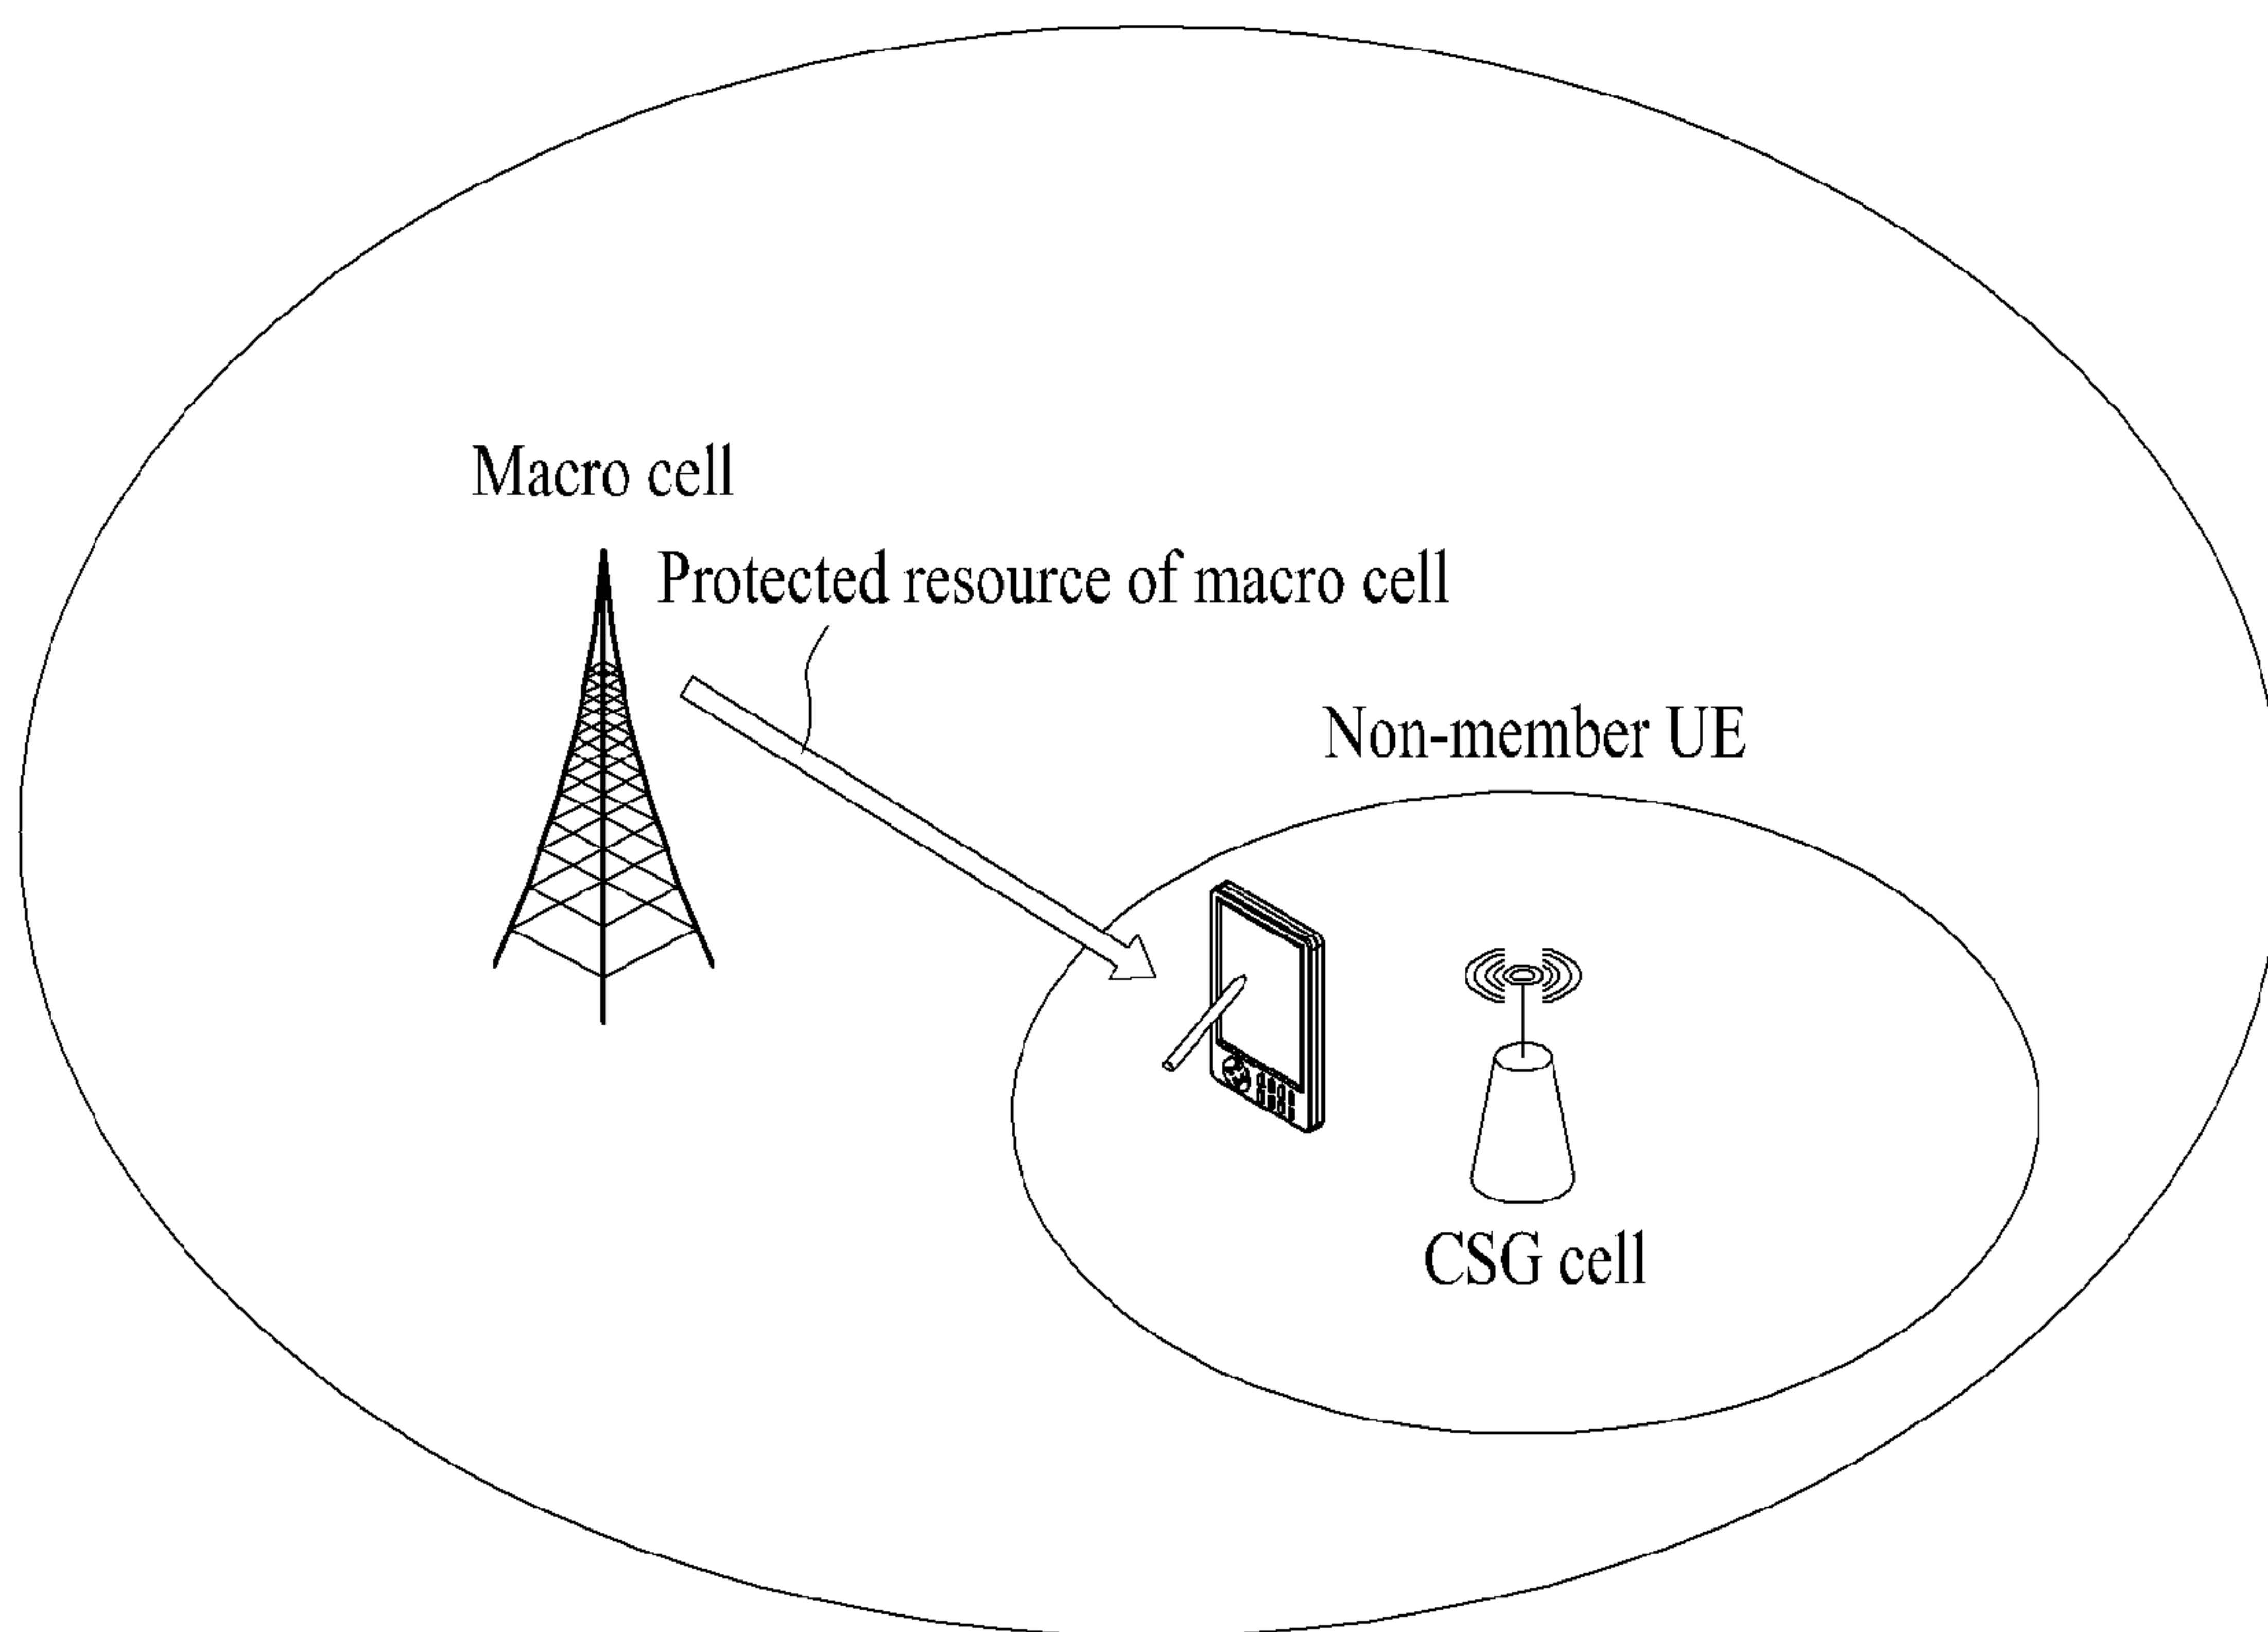 Macro cell
Protected resource of macro cell
Non-member UE
CSG cell